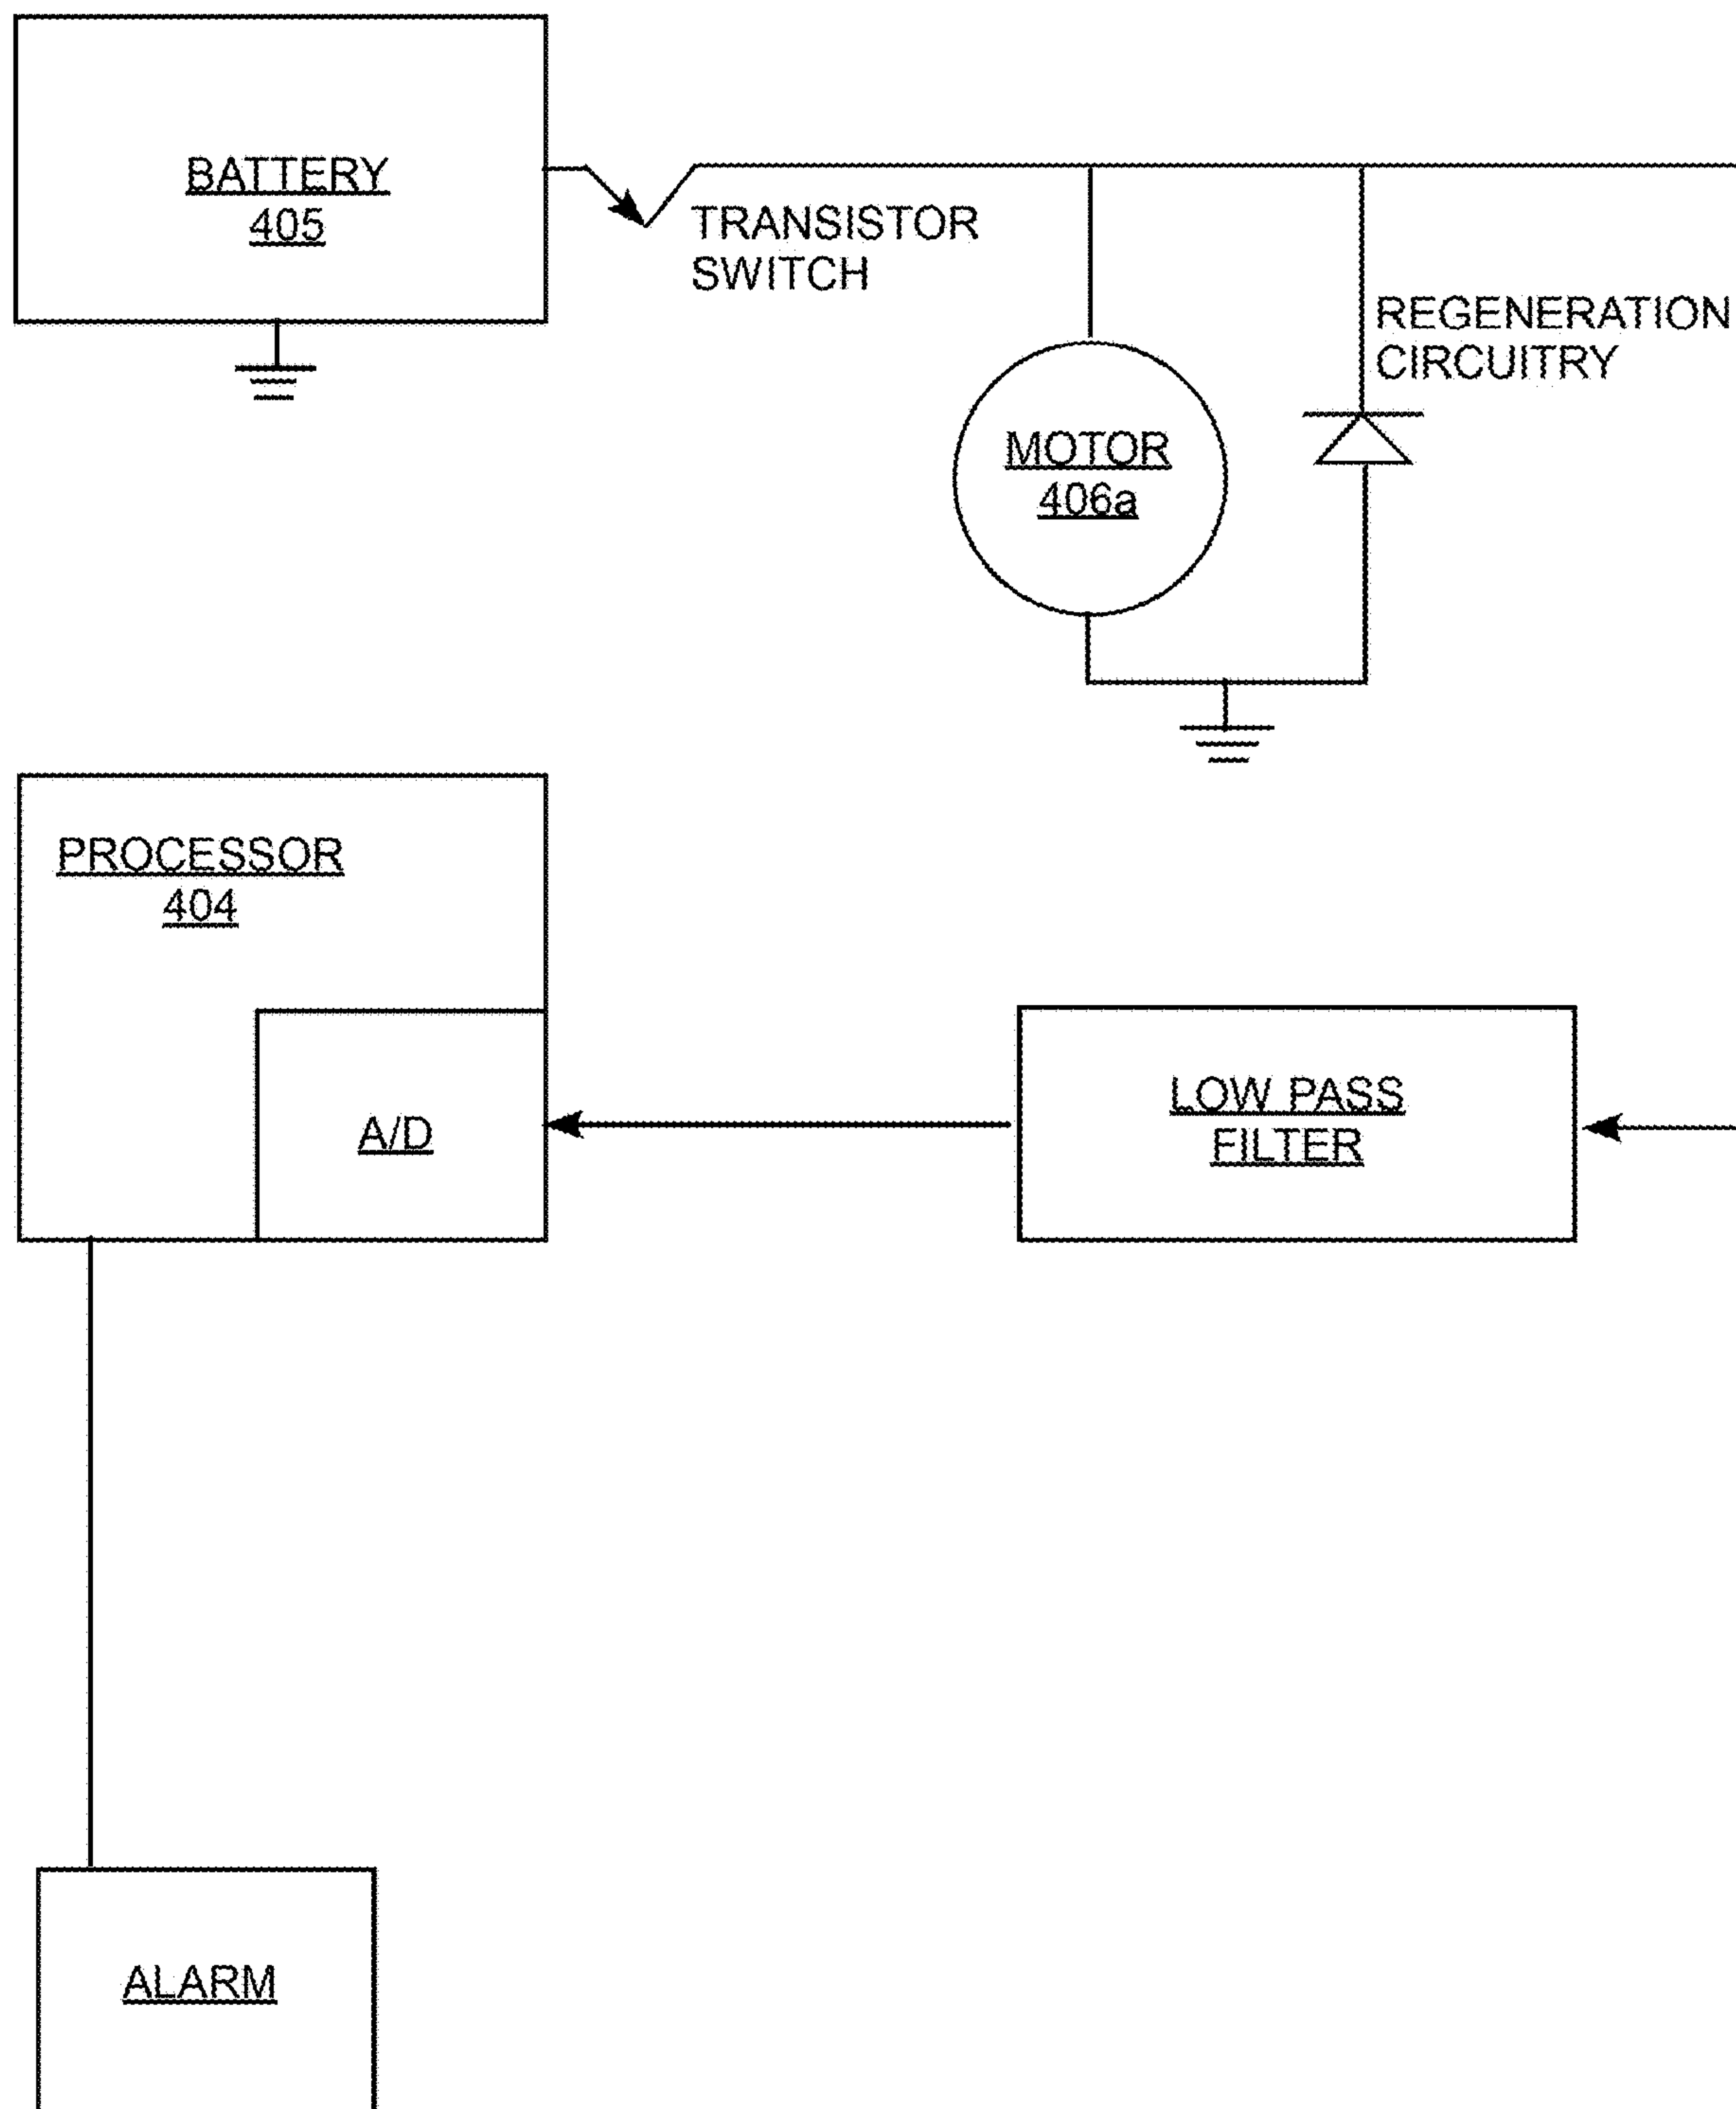 BATTERY
405
TRANSISTOR
SWITCH
REGENERATION
CIRCUITRY
MOTOR
406a
PROCESSOR
404
A/D
LOW PASS
FILTER
ALARM